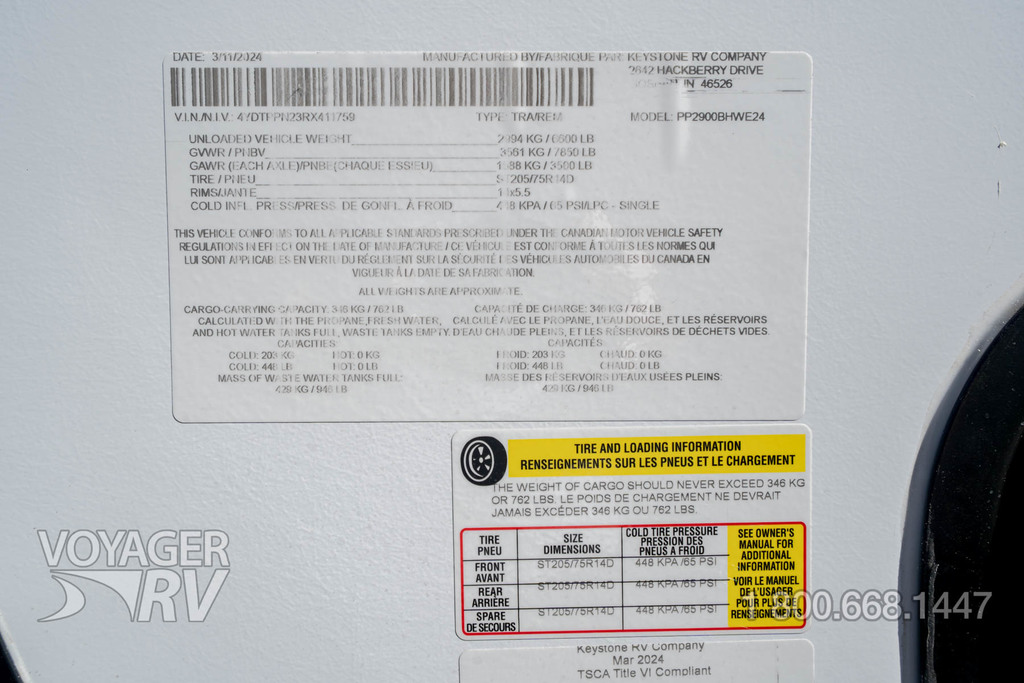 DATE: 3/11/2024 MANUFACTURED BY/FABRIQUE PAR: KEYSTONE RV COMPANY
2642 HACKBERRY DRIVE
IN 46526
V.I.N./N.I.V.: TYPE: TRA/REM MODEL: PP2900BHWE24
UNLOADED VEHICLE WEIGHT 2994 KG / 6600 LB
GVWR / PNBV 3561 KG / 7850 LB
GAWR (EACH AXLE)/PNBE(CHAQUE ESSIEU) 1588 KG / 3500 LB
TIRE / PNEU ST205/75R14D
RIMS/JANTE 14x5.5
COLD INFL. PRESS/PRESS. DE GONFL. À FROID 448 KPA / 65 PSI/LPC - SINGLE
THIS VEHICLE CONFORMS TO ALL APPLICABLE STANDARDS PRESCRIBED UNDER THE CANADIAN MOTOR VEHICLE SAFETY
REGULATIONS IN EFFECT ON THE DATE OF MANUFACTURE / CE VÉHICULE EST CONFORME À TOUTES LES NORMES QUI
LUI SONT APPLICABLES EN VERTU DU RÉGLEMENT SUR LA SÉCURITÉ DES VÉHICULES AUTOMOBILES DU CANADA EN
VIGUEUR À LA DATE DE SA FABRICATION.
ALL WEIGHTS ARE APPROXIMATE.
CARGO-CARRYING CAPACITY: 346 KG / 762 LB CAPACITÉ DE CHARGE: 346 KG / 762 LB
CALCULATED WITH THE PROPANE, FRESH WATER, CALCULÉ AVEC LE PROPANE, L'EAU DOUCE, ET LES RÉSERVOIRS
AND HOT WATER TANKS FULL, WASTE TANKS EMPTY. D'EAU CHAUDE PLEINS, ET LES RÉSERVOIRS DE DÉCHETS VIDES.
CAPACITIES: CAPACITÉS:
COLD: 203 KG HOT: 0 KG FROID: 203 KG CHAUD: 0 KG
COLD: 448 LB HOT: 0 LB FROID: 448 LB CHAUD: 0 LB
MASS OF WASTE WATER TANKS FULL: MASSE DES RÉSERVOIRS D'EAUX USÉES PLEINS:
429 KG / 946 LB 429 KG / 946 LB
TIRE AND LOADING INFORMATION
RENSEIGNEMENTS SUR LES PNEUS ET LE CHARGEMENT
THE WEIGHT OF CARGO SHOULD NEVER EXCEED 346 KG
OR 762 LBS. LE POIDS DE CHARGEMENT NE DEVRAIT
JAMAIS EXCÉDER 346 KG OU 762 LBS.
TIRE
PNEU
SIZE
DIMENSIONS
COLD TIRE PRESSURE
PRESSION DES
PNEUS A FROID
FRONT
AVANT
ST205/75R14D 448 KPA /65 PSI
REAR
ARRIÈRE
ST205/75R14D 448 KPA /65 PSI
SPARE
DE SECOURS
ST205/75R14D 448 KPA /65 PSI
SEE OWNER'S
MANUAL FOR
ADDITIONAL
INFORMATION
VOIR LE MANUEL
DE L'USAGER
POUR PLUS DE
RENSEIGNEMENTS
Keystone RV Company
Mar 2024
TSCA Title VI Compliant
VOYAGER
RV
1.800.668.1447